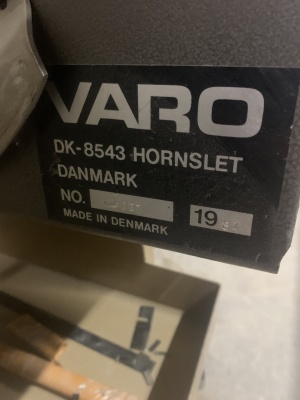 VARO
DK-8543 HORNSLET
DANMARK
NO.
MADE IN DENMARK
19